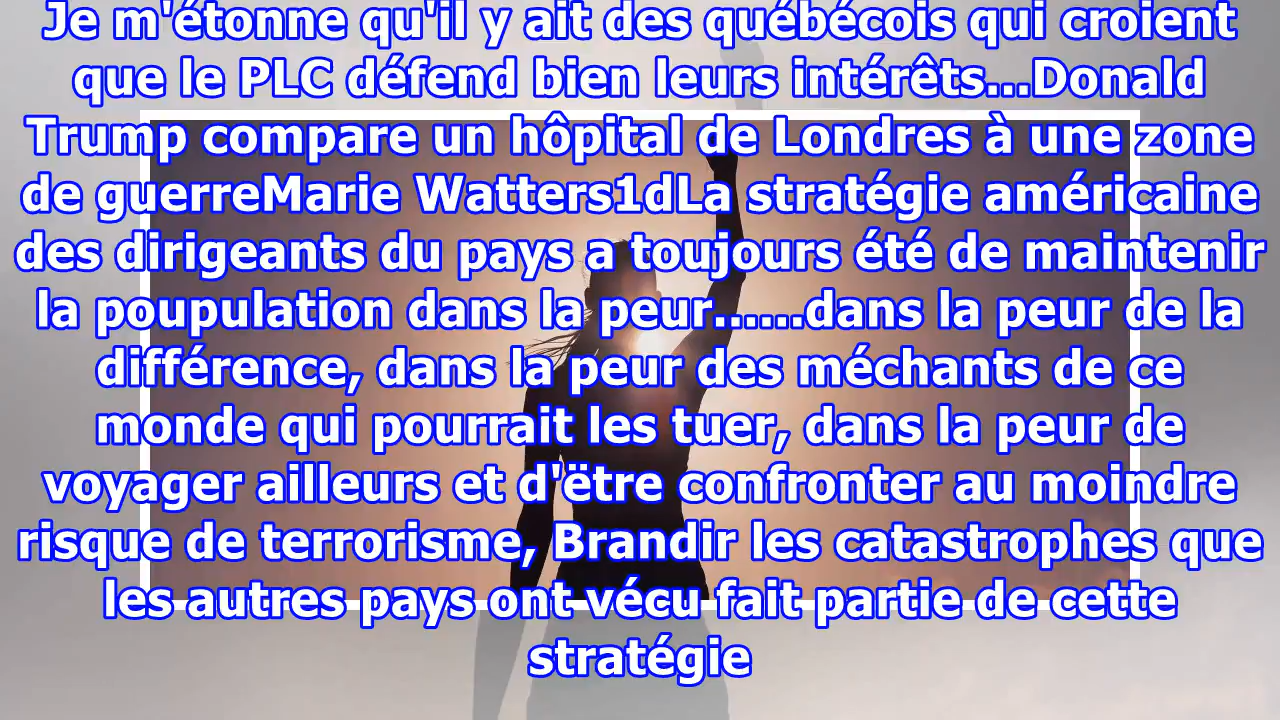 Je m'étonne qu'il y ait des québécois qui croient
que le PLC défend bien leurs intérêts...Donald
Trump compare un hôpital de Londres à une zone
de guerreMarie Watters1dLa stratégie américaine
des dirigeants du pays a toujours été de maintenir
la poupulation dans la peur......dans la peur de la
différence, dans la peur des méchants de ce
monde qui pourrait les tuer, dans la peur de
voyager ailleurs et d'ëtre confronter au moindre
risque de terrorisme, Brandir les catastrophes que
les autres pays ont vécu fait partie de cette
stratégie